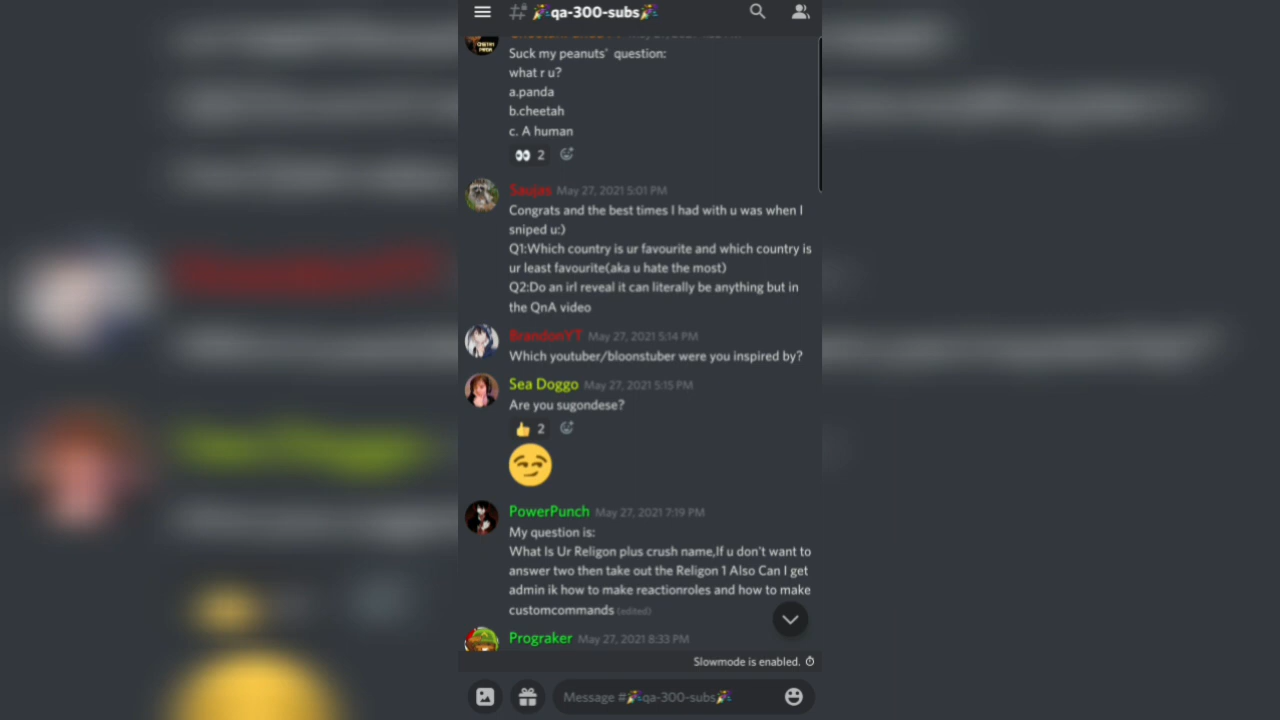 🎉qa-300-subs🎉
Suck my peanuts' question:
what r u?
a.panda
b.cheetah
c. A human
👀 2
Saujas May 27, 2021 5:01 PM
Congrats and the best times I had with u was when I
sniped u:)
Q1:Which country is ur favourite and which country is
ur least favourite(aka u hate the most)
Q2:Do an irl reveal it can literally be anything but in
the QnA video
BrandonYT May 27, 2021 5:14 PM
Which youtuber/bloonstuber were you inspired by?
Sea Doggo May 27, 2021 5:15 PM
Are you sugondese?
👍 2
😏
PowerPunch May 27, 2021 7:19 PM
My question is:
What Is Ur Religon plus crush name,If u don't want to
answer two then take out the Religon 1 Also Can I get
admin ik how to make reactionroles and how to make
customcommands (edited)
Prograker May 27, 2021 8:33 PM
Slowmode is enabled.
Message #🎉qa-300-subs🎉